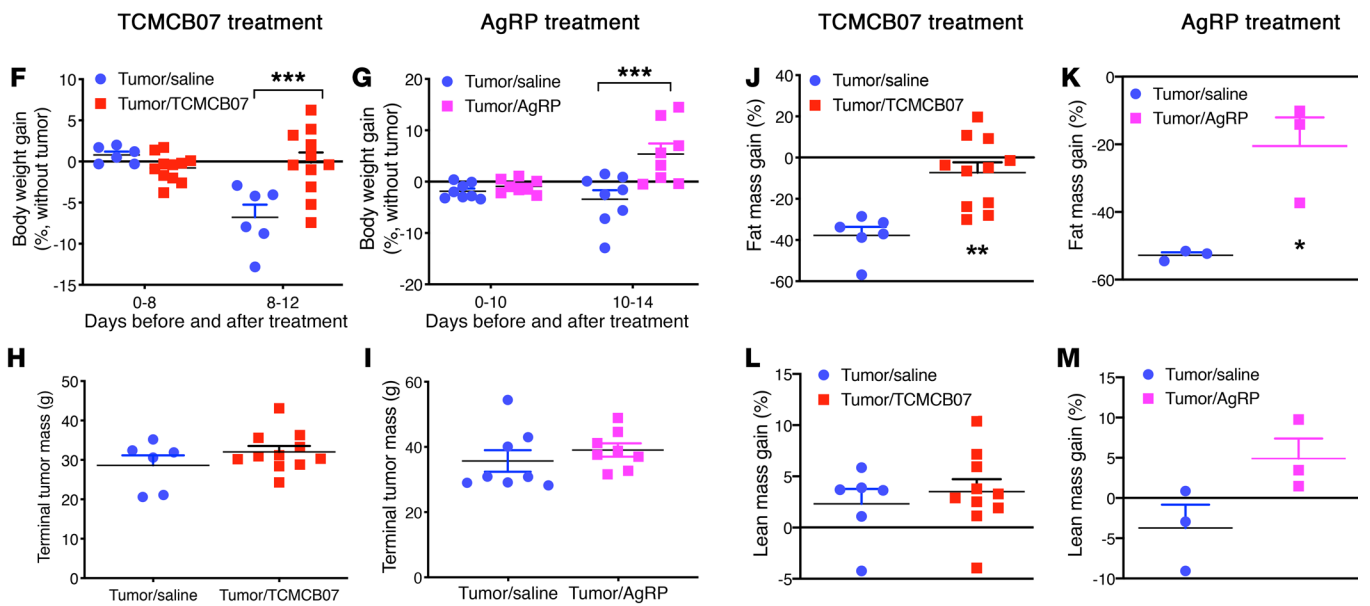 TCMCB07 treatment
AgRP treatment
TCMCB07 treatment
AgRP treatment
F
Body weight gain
(%, without tumor)
10
5
0
-5
-10
-15
Tumor/saline
Tumor/TCMCB07
***
0-8
8-12
Days before and after treatment
G
Body weight gain
(%, without tumor)
20
10
0
-10
-20
Tumor/saline
Tumor/AgRP
***
0-10
10-14
Days before and after treatment
J
Fat mass gain (%)
40
20
0
-20
-40
-60
Tumor/saline
Tumor/TCMCB07
**
K
Fat mass gain (%)
0
-20
-40
-60
Tumor/saline
Tumor/AgRP
*
H
Terminal tumor mass (g)
50
40
30
20
10
0
Tumor/saline
Tumor/TCMCB07
I
Terminal tumor mass (g)
60
40
20
0
Tumor/saline
Tumor/AgRP
L
Lean mass gain (%)
15
10
5
0
-5
Tumor/saline
Tumor/TCMCB07
M
Lean mass gain (%)
15
10
5
0
-5
-10
Tumor/saline
Tumor/AgRP